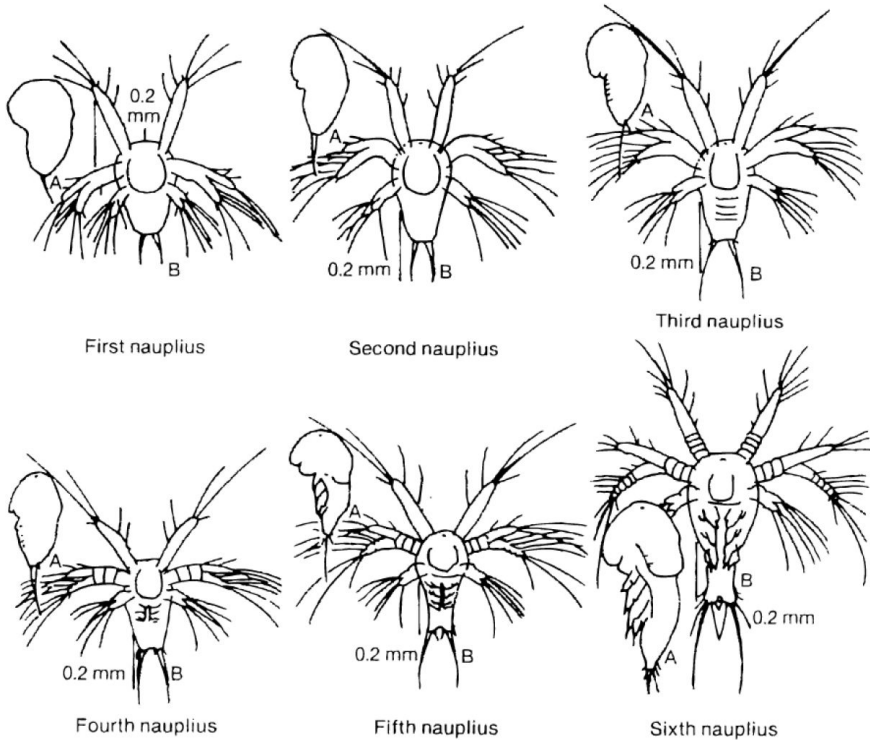 0.2
mm
A
B
First nauplius
A
0.2 mm
B
Second nauplius
A
0.2 mm
B
Third nauplius
A
0.2 mm
B
Fourth nauplius
A
0.2 mm
B
Fifth nauplius
A
B
0.2 mm
Sixth nauplius